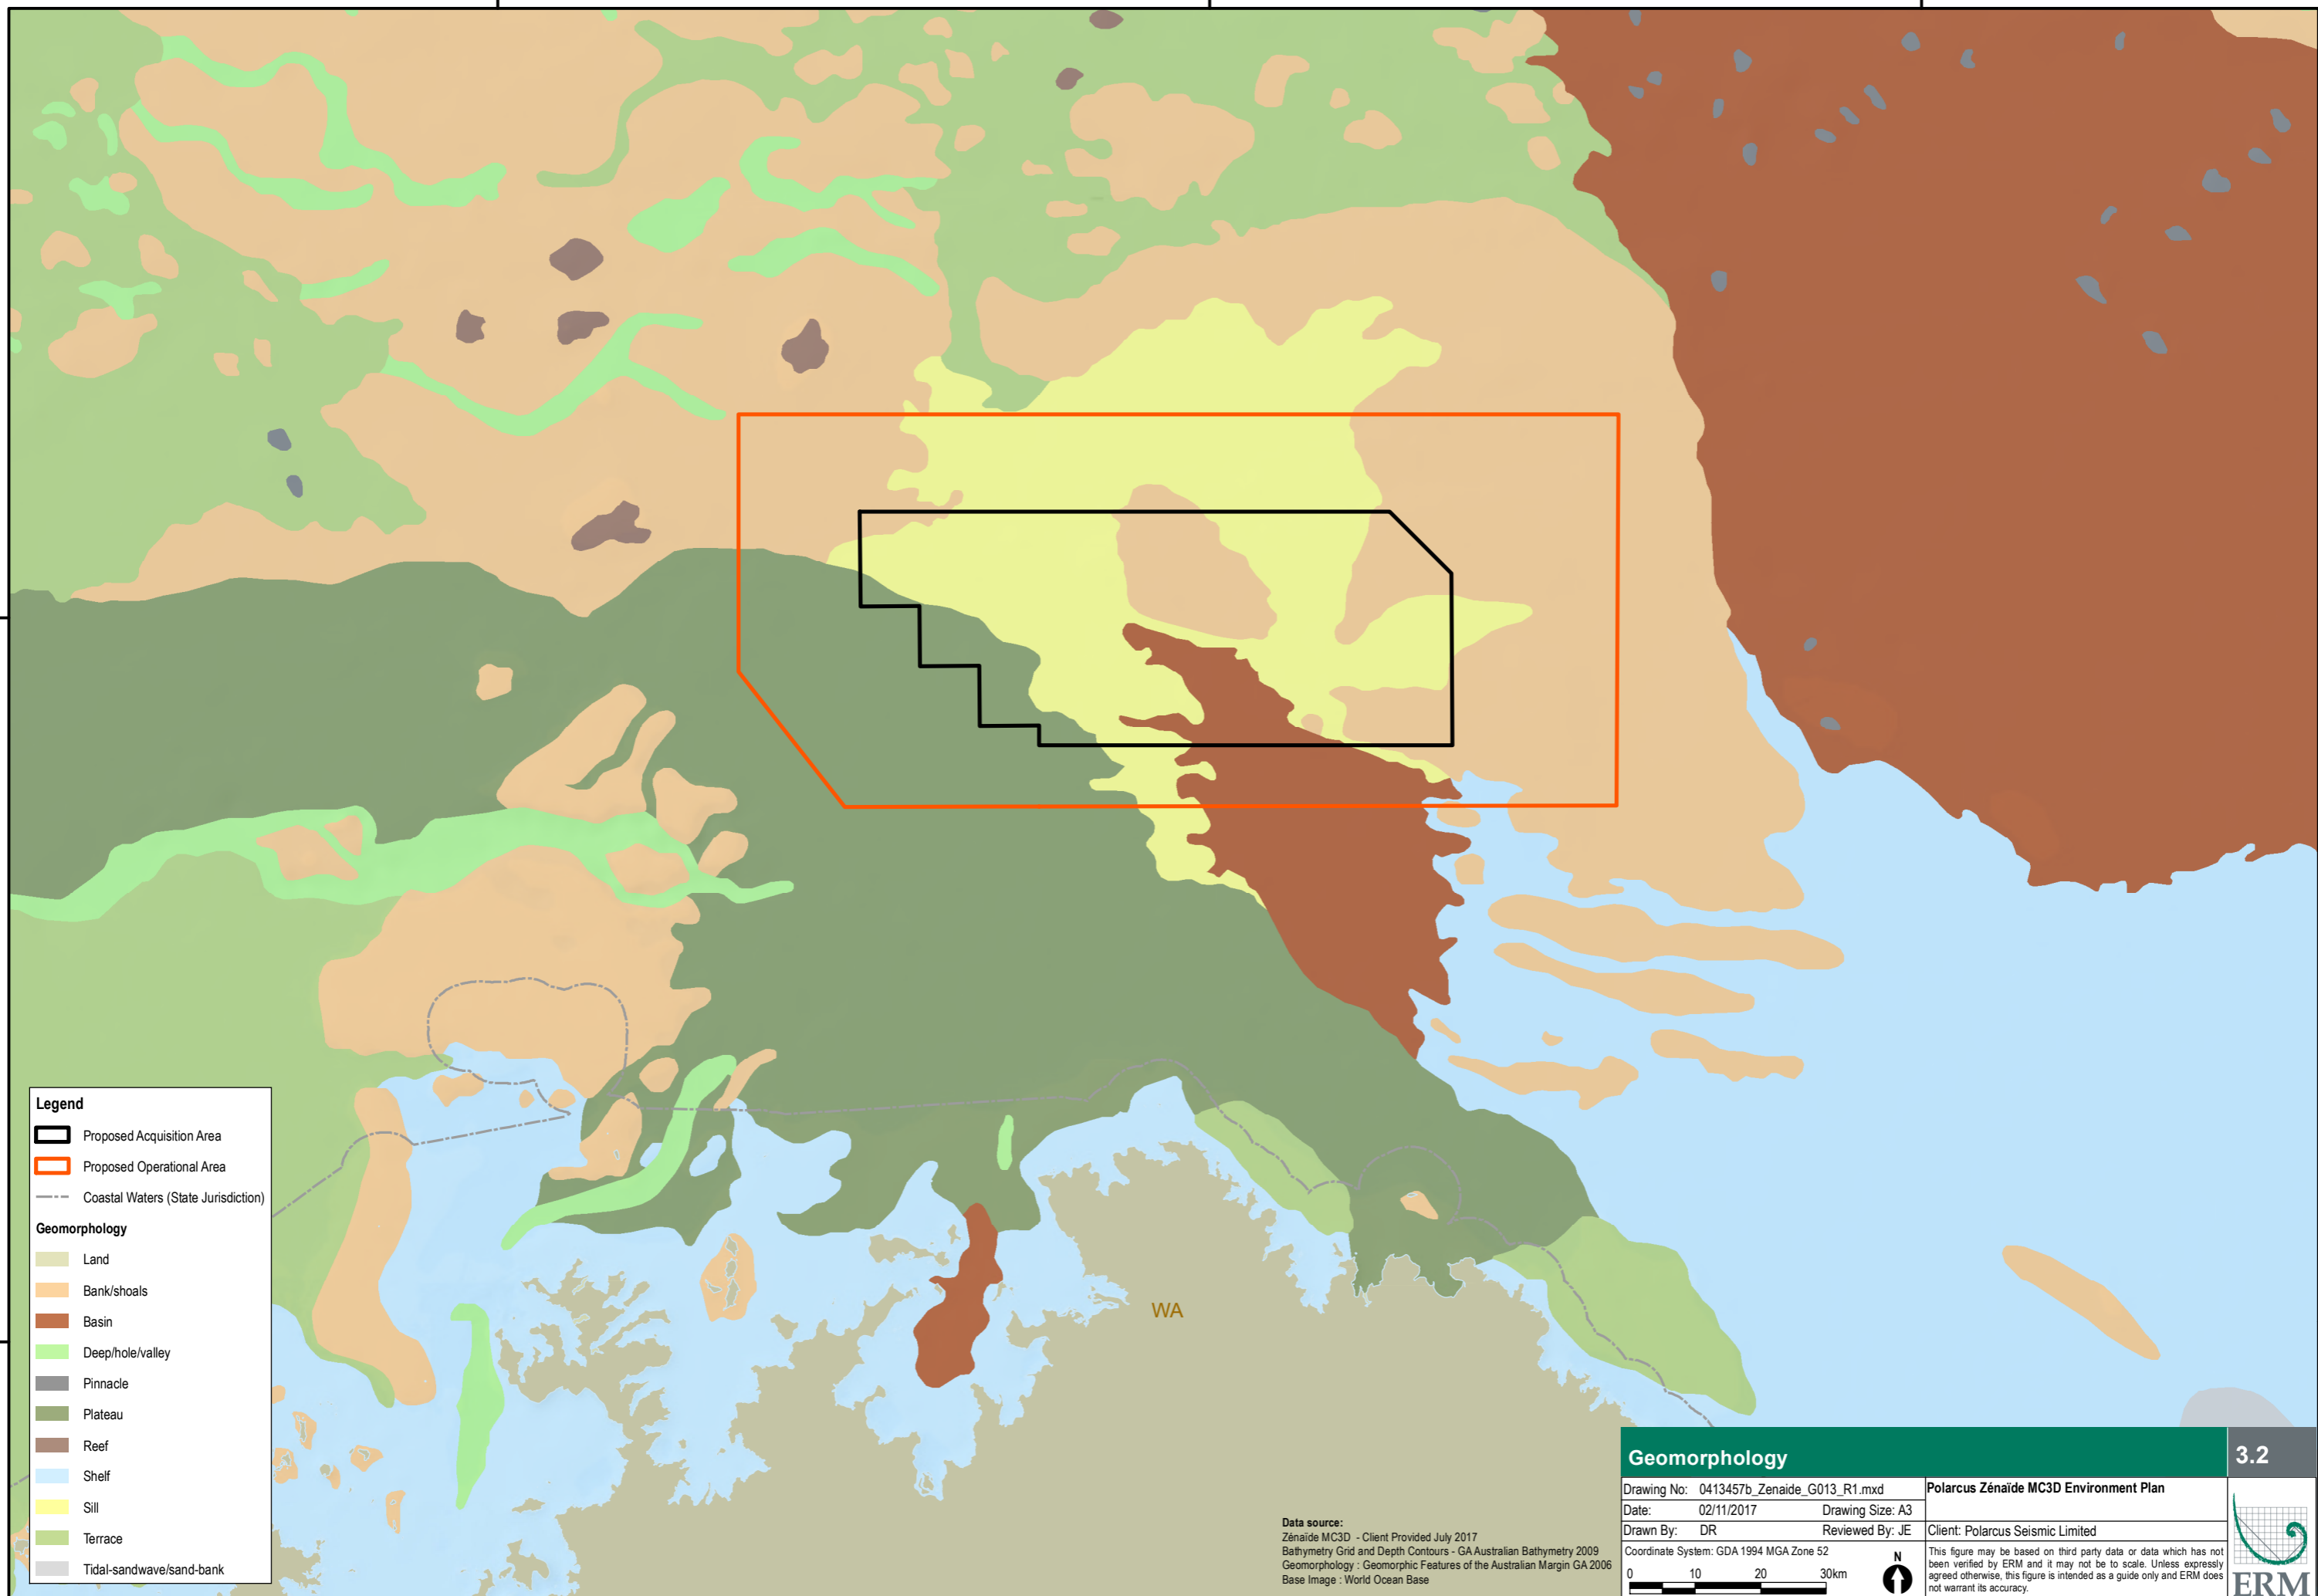 WA
Legend
Proposed Acquisition Area
Proposed Operational Area
Coastal Waters (State Jurisdiction)
Geomorphology
Land
Bank/shoals
Basin
Deep/hole/valley
Pinnacle
Plateau
Reef
Shelf
Sill
Terrace
Tidal-sandwave/sand-bank
Data source:
Zénaïde MC3D - Client Provided July 2017
Bathymetry Grid and Depth Contours - GA Australian Bathymetry 2009
Geomorphology : Geomorphic Features of the Australian Margin GA 2006
Base Image : World Ocean Base
Geomorphology
3.2
Drawing No: 0413457b_Zenaide_G013_R1.mxd
Date: 02/11/2017 Drawing Size: A3
Drawn By: DR Reviewed By: JE
Coordinate System: GDA 1994 MGA Zone 52
0 10 20 30km
N
Polarcus Zénaïde MC3D Environment Plan
Client: Polarcus Seismic Limited
This figure may be based on third party data or data which has not
been verified by ERM and it may not be to scale. Unless expressly
agreed otherwise, this figure is intended as a guide only and ERM does
not warrant its accuracy.
ERM